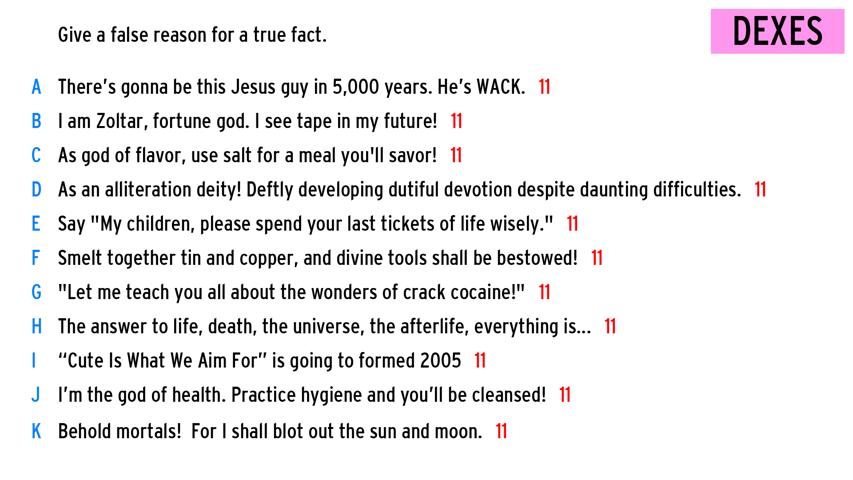 Give a false reason for a true fact.
DEXES
A There's gonna be this Jesus guy in 5,000 years. He's WACK. 11
B I am Zoltar, fortune god. I see tape in my future! 11
C As god of flavor, use salt for a meal you'll savor! 11
D As an alliteration deity! Deftly developing dutiful devotion despite daunting difficulties. 11
E Say "My children, please spend your last tickets of life wisely." 11
F Smelt together tin and copper, and divine tools shall be bestowed! 11
G "Let me teach you all about the wonders of crack cocaine!" 11
H The answer to life, death, the universe, the afterlife, everything is... 11
I “Cute Is What We Aim For” is going to formed 2005 11
J I'm the god of health. Practice hygiene and you'll be cleansed! 11
K Behold mortals! For I shall blot out the sun and moon. 11